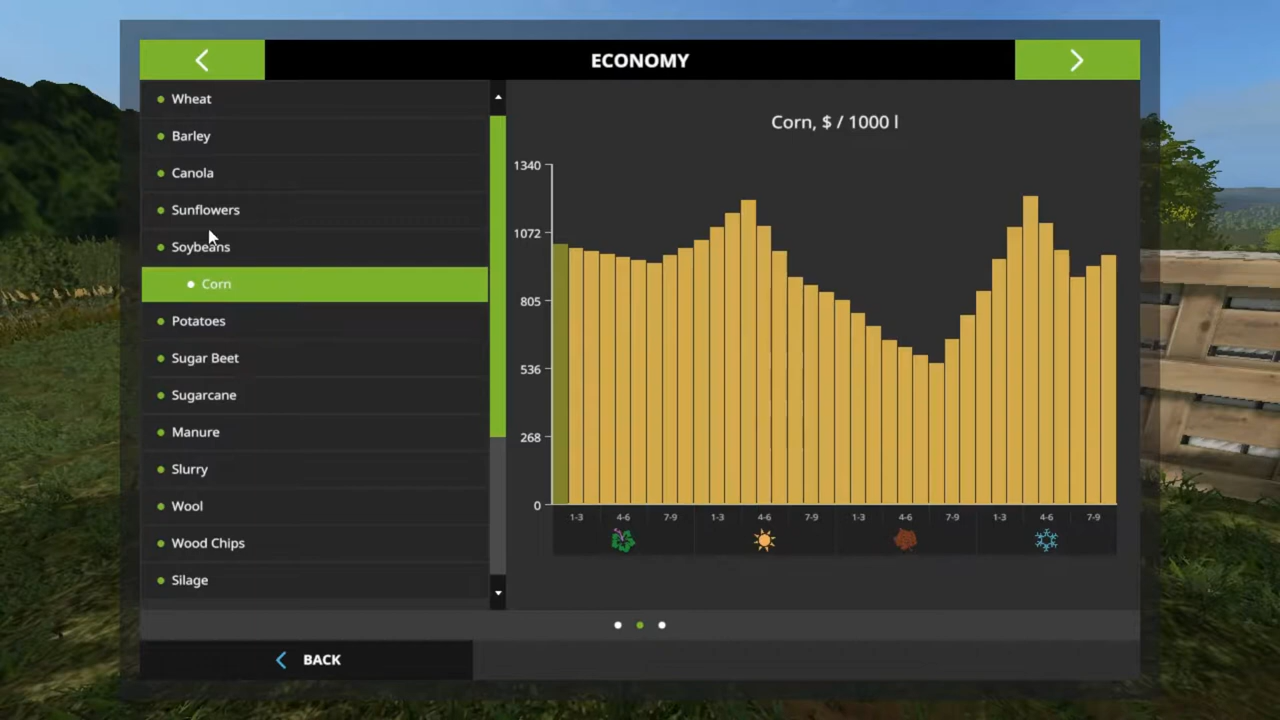 ECONOMY
Wheat
Barley
Canola
Sunflowers
Soybeans
Corn
Potatoes
Sugar Beet
Sugarcane
Manure
Slurry
Wool
Wood Chips
Silage
Corn, $ / 1000 l
1340
1072
805
536
268
0
1-3 4-6 7-9 1-3 4-6 7-9 1-3 4-6 7-9 1-3 4-6 7-9
BACK